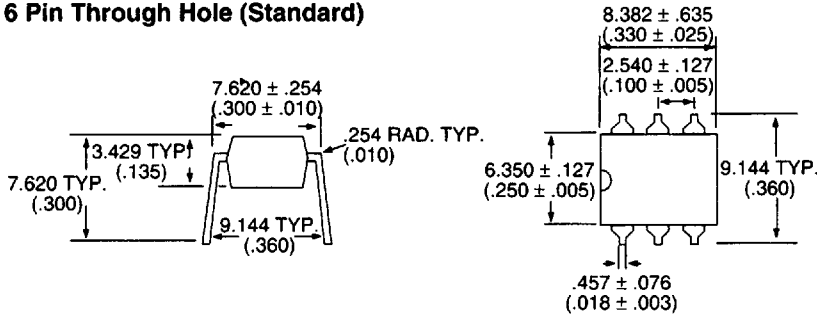 6 Pin Through Hole (Standard)
7.620 ± .254
(.300 ± .010)
3.429 TYP.
(.135)
7.620 TYP.
(.300)
.254 RAD. TYP.
(.010)
9.144 TYP.
(.360)
8.382 ± .635
(.330 ± .025)
2.540 ± .127
(.100 ± .005)
6.350 ± .127
(.250 ± .005)
9.144 TYP.
(.360)
.457 ± .076
(.018 ± .003)